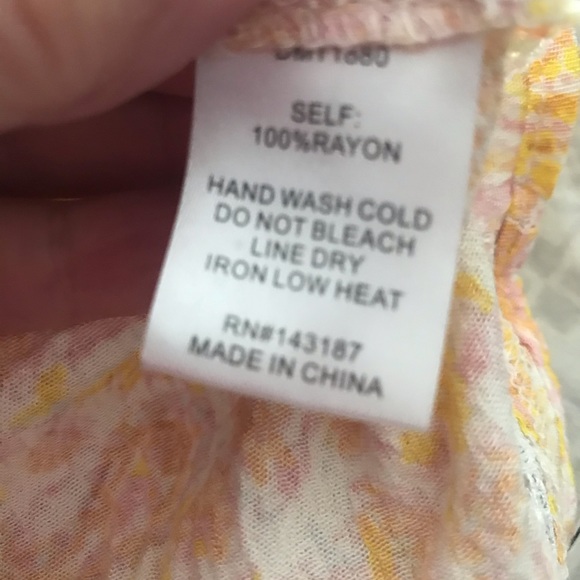 SELF:
100%RAYON
HAND WASH COLD
DO NOT BLEACH
LINE DRY
IRON LOW HEAT
RN#143187
MADE IN CHINA